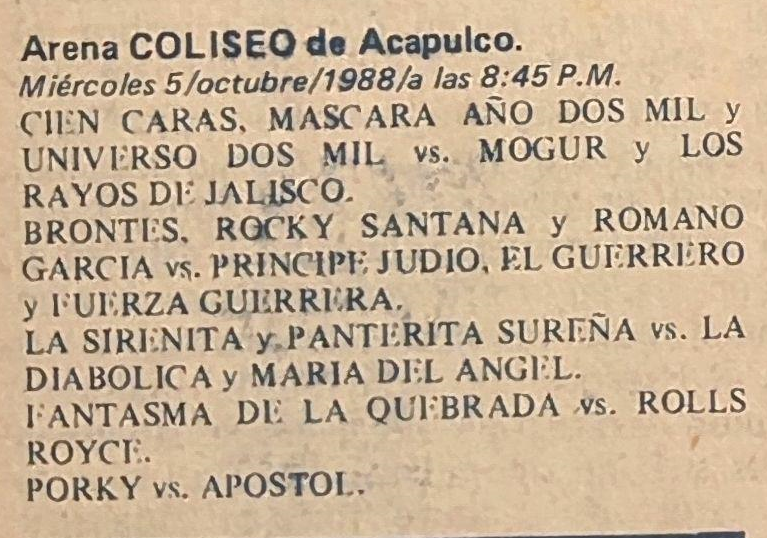 Arena COLISEO de Acapulco.
Miércoles 5/octubre/1988/a las 8:45 P.M.
CIEN CARAS, MASCARA AÑO DOS MIL y
UNIVERSO DOS MIL vs. MOGUR y LOS
RAYOS DE JALISCO.
BRONTES, ROCKY SANTANA y ROMANO
GARCIA vs. PRINCIPE JUDIO, EL GUERRERO
y FUERZA GUERRERA.
LA SIRENITA y PANTERITA SUREÑA vs. LA
DIABOLICA y MARIA DEL ANGEL.
FANTASMA DE LA QUEBRADA vs. ROLLS
ROYCE.
PORKY vs. APOSTOL.